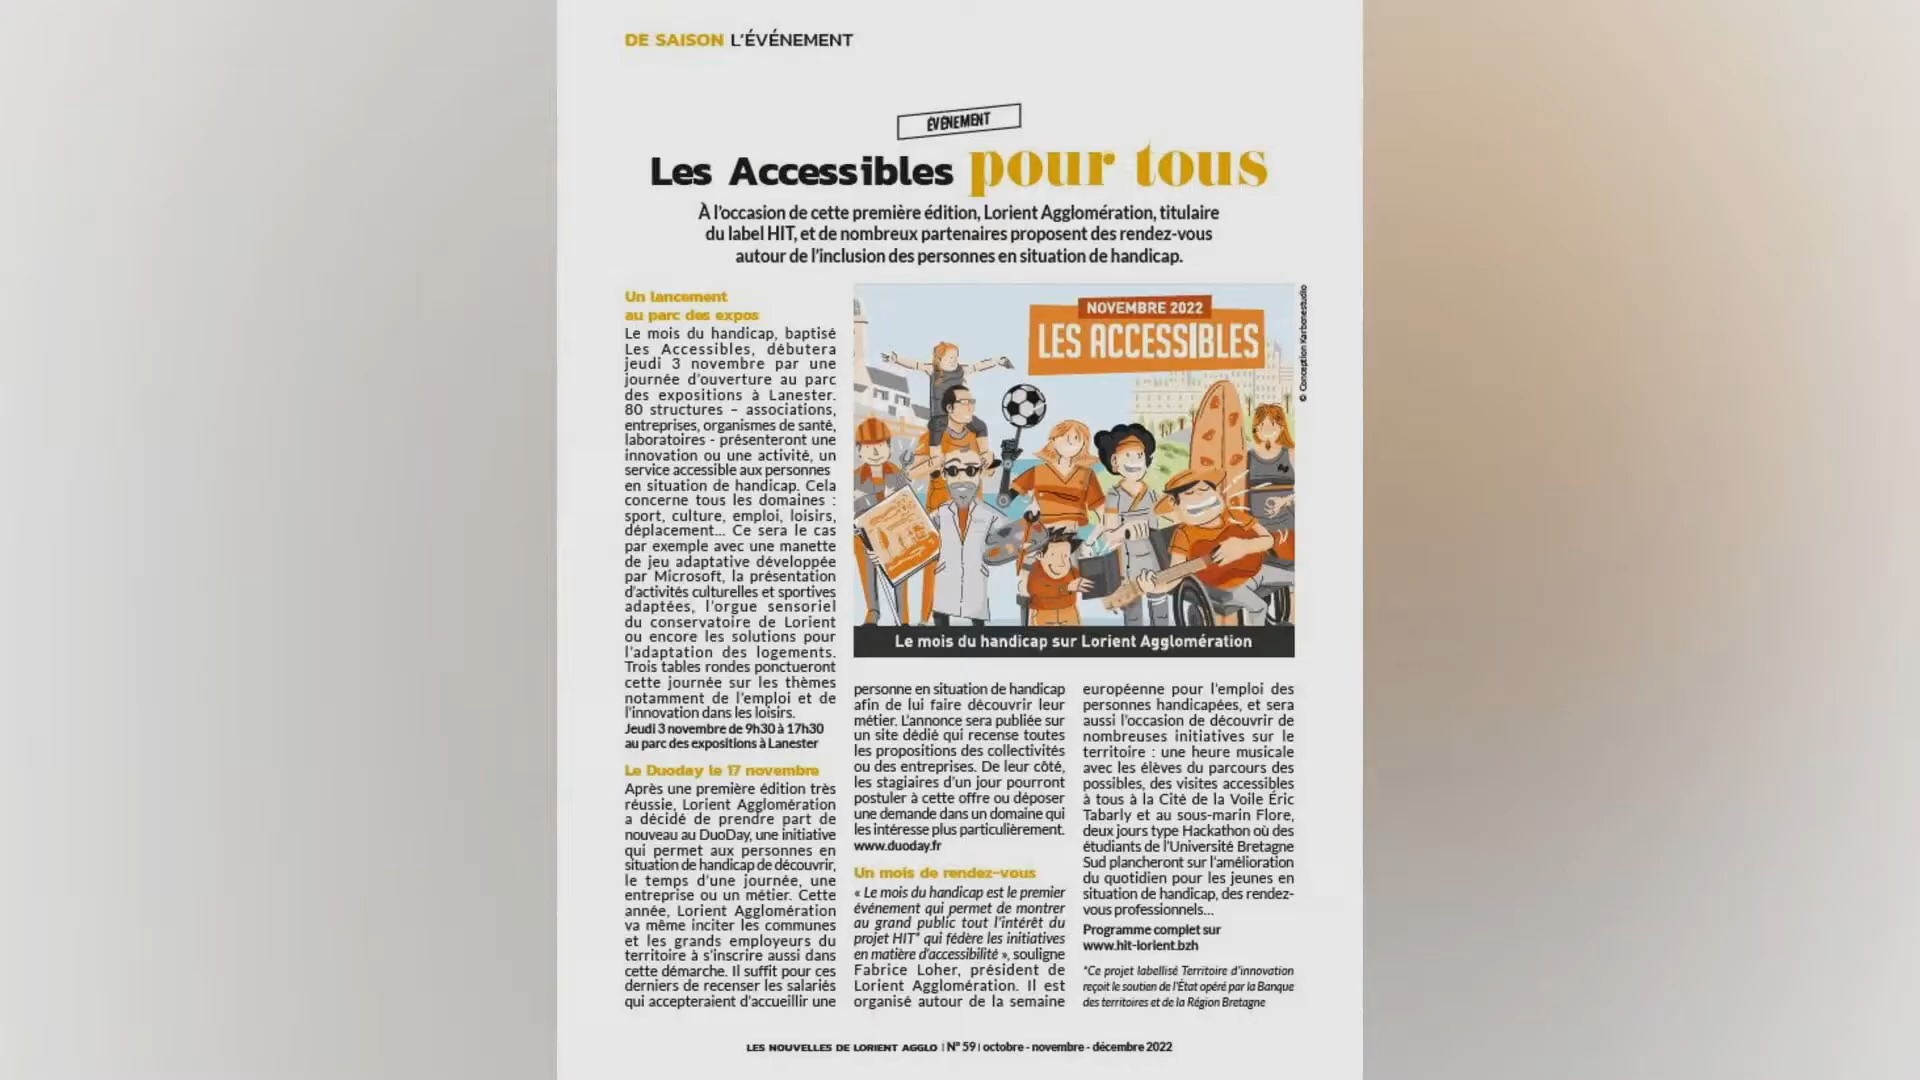 DE SAISON L'ÉVÉNEMENT
ÉVÉNEMENT
Les Accessibles pour tous
À l'occasion de cette première édition, Lorient Agglomération, titulaire
du label HIT, et de nombreux partenaires proposent des rendez-vous
autour de l'inclusion des personnes en situation de handicap.
Un lancement
au parc des expos
Le mois du handicap, baptisé
Les Accessibles, débutera
jeudi 3 novembre par une
journée d'ouverture au parc
des expositions à Lanester.
80 structures – associations,
entreprises, organismes de santé,
laboratoires - présenteront une
innovation ou une activité, un
service accessible aux personnes
en situation de handicap. Cela
concerne tous les domaines :
sport, culture, emploi, loisirs,
déplacement... Ce sera le cas
par exemple avec une manette
de jeu adaptative développée
par Microsoft, la présentation
d'activités culturelles et sportives
adaptées, l'orgue sensoriel
du conservatoire de Lorient
ou encore les solutions pour
l'adaptation des logements.
Trois tables rondes ponctueront
cette journée sur les thèmes
notamment de l'emploi et de
l'innovation dans les loisirs.
Jeudi 3 novembre de 9h30 à 17h30
au parc des expositions à Lanester
Le Duoday le 17 novembre
Après une première édition très
réussie, Lorient Agglomération
a décidé de prendre part de
nouveau au DuoDay, une initiative
qui permet aux personnes en
situation de handicap de découvrir,
le temps d'une journée, une
entreprise ou un métier. Cette
année, Lorient Agglomération
va même inciter les communes
et les grands employeurs du
territoire à s'inscrire aussi dans
cette démarche. Il suffit pour ces
derniers de recenser les salariés
qui accepteraient d'accueillir une
NOVEMBRE 2022
LES ACCESSIBLES
Le mois du handicap sur Lorient Agglomération
© Conception Karbonestudio
personne en situation de handicap
afin de lui faire découvrir leur
métier. L'annonce sera publiée sur
un site dédié qui recense toutes
les propositions des collectivités
ou des entreprises. De leur côté,
les stagiaires d'un jour pourront
postuler à cette offre ou déposer
une demande dans un domaine qui
les intéresse plus particulièrement.
www.duoday.fr
Un mois de rendez-vous
« Le mois du handicap est le premier
événement qui permet de montrer
au grand public tout l'intérêt du
projet HIT* qui fédère les initiatives
en matière d'accessibilité », souligne
Fabrice Loher, président de
Lorient Agglomération. Il est
organisé autour de la semaine
européenne pour l'emploi des
personnes handicapées, et sera
aussi l'occasion de découvrir de
nombreuses initiatives sur le
territoire : une heure musicale
avec les élèves du parcours des
possibles, des visites accessibles
à tous à la Cité de la Voile Éric
Tabarly et au sous-marin Flore,
deux jours type Hackathon où des
étudiants de l'Université Bretagne
Sud plancheront sur l'amélioration
du quotidien pour les jeunes en
situation de handicap, des rendez-
vous professionnels...
Programme complet sur
www.hit-lorient.bzh
*Ce projet labellisé Territoire d'innovation
reçoit le soutien de l'État opéré par la Banque
des territoires et de la Région Bretagne
LES NOUVELLES DE LORIENT AGGLO | N° 59 | octobre - novembre - décembre 2022